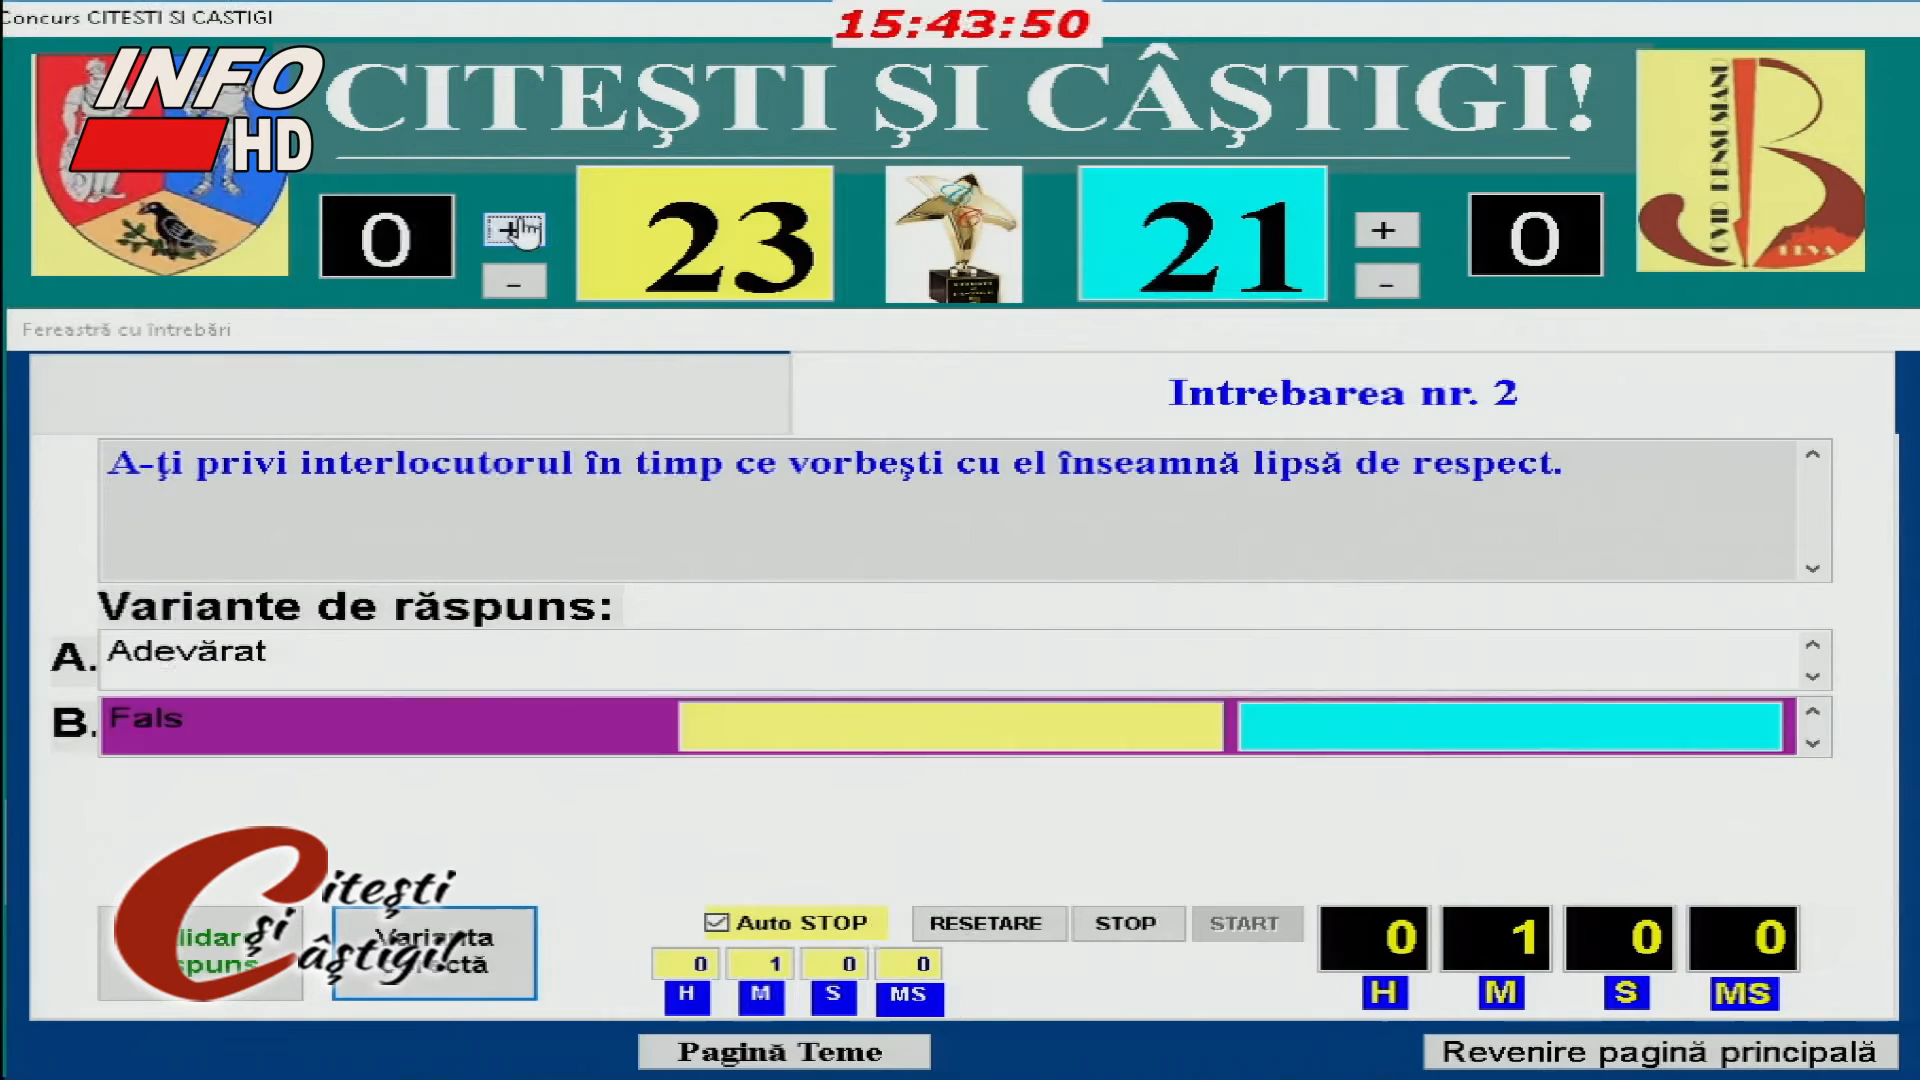 Concurs CITESTI SI CASTIGI
15:43:50
INFO
HD
CITEŞTI ŞI CÂŞTIGI!
OVID DENSUSIANU
0
+
-
23
21
+
-
0
Fereastră cu întrebări
Intrebarea nr. 2
A-ţi privi interlocutorul în timp ce vorbeşti cu el înseamnă lipsă de respect.
Variante de răspuns:
A. Adevărat
B. Fals
Citeşti
şi
Câştigi!
Auto STOP
RESETARE
STOP
START
0 1 0 0
H M S MS
0 1 0 0
H M S MS
Pagină Teme
Revenire pagină principală